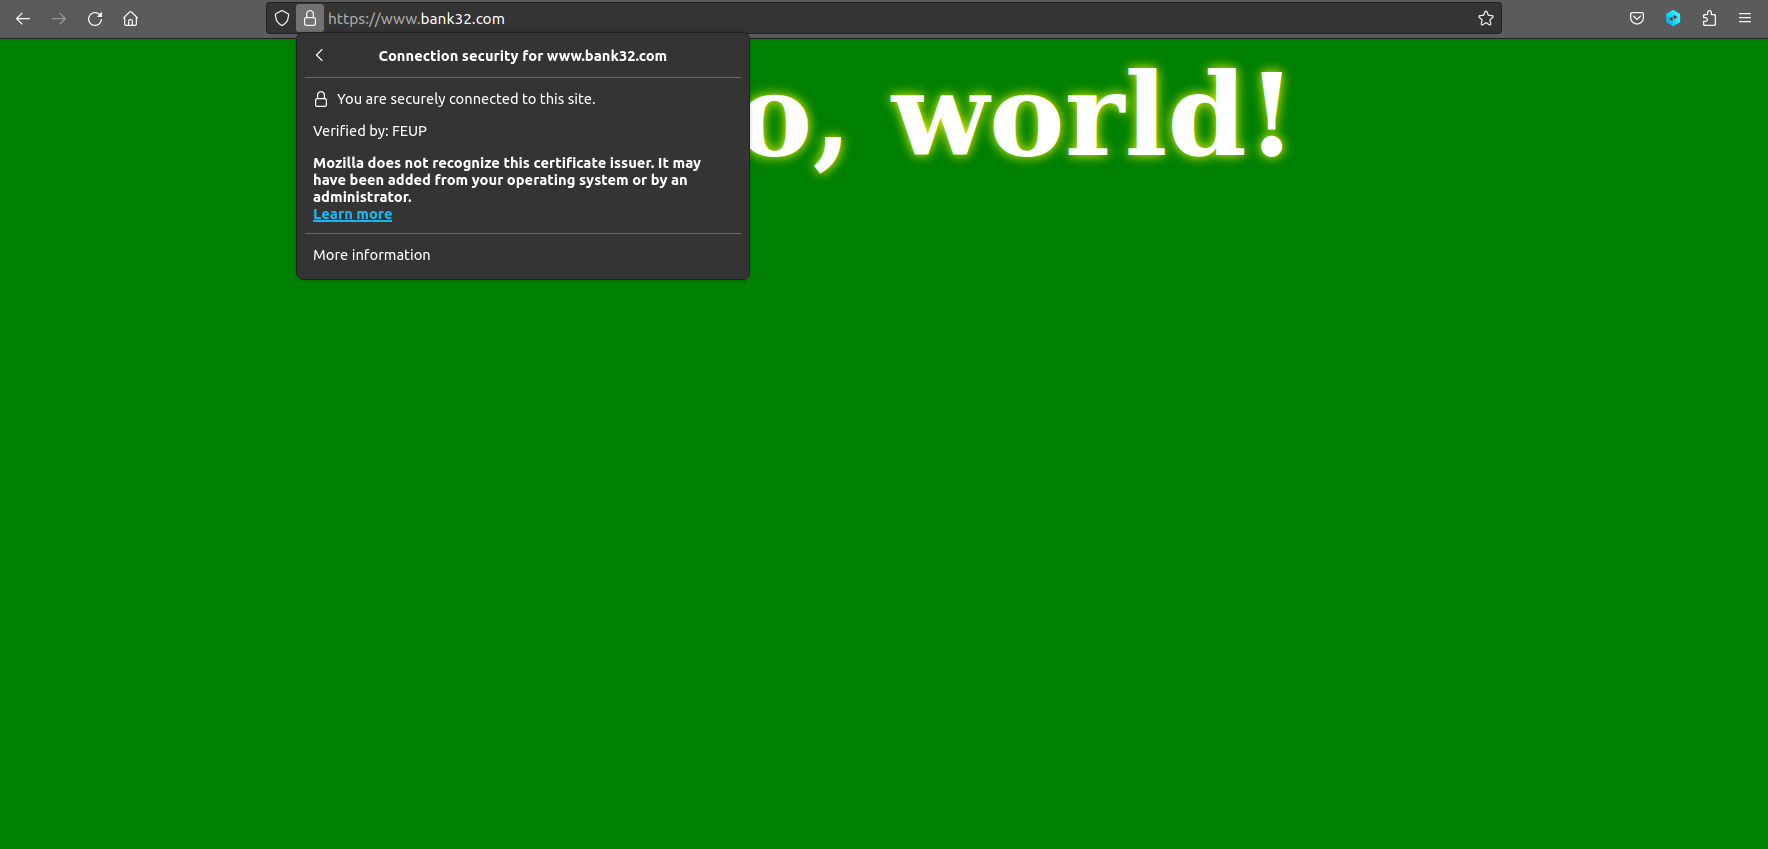 https://www.bank32.com
Connection security for www.bank32.com
o, world!
You are securely connected to this site.
Verified by: FEUP
Mozilla does not recognize this certificate issuer. It may
have been added from your operating system or by an
administrator.
Learn more
More information